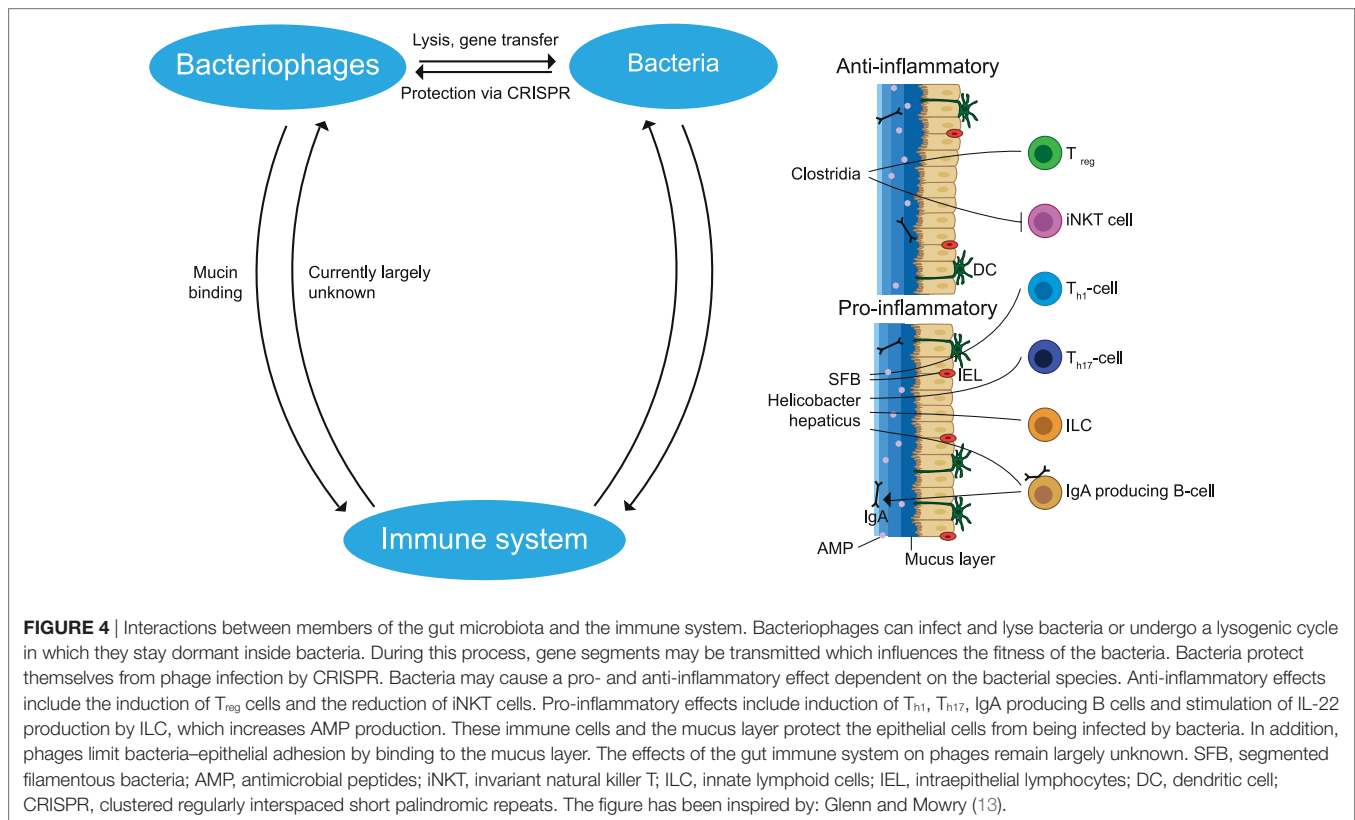 Bacteriophages
Lysis, gene transfer
Protection via CRISPR
Bacteria
Mucin
binding
Currently largely
unknown
Immune system
Anti-inflammatory
Clostridia
T reg
iNKT cell
DC
Th1-cell
Pro-inflammatory
Th17-cell
SFB
IEL
Helicobacter
hepaticus
ILC
IgA producing B-cell
IgA
AMP
Mucus layer
FIGURE 4 | Interactions between members of the gut microbiota and the immune system. Bacteriophages can infect and lyse bacteria or undergo a lysogenic cycle
in which they stay dormant inside bacteria. During this process, gene segments may be transmitted which influences the fitness of the bacteria. Bacteria protect
themselves from phage infection by CRISPR. Bacteria may cause a pro- and anti-inflammatory effect dependent on the bacterial species. Anti-inflammatory effects
include the induction of Treg cells and the reduction of iNKT cells. Pro-inflammatory effects include induction of Th1, Th17, IgA producing B cells and stimulation of IL-22
production by ILC, which increases AMP production. These immune cells and the mucus layer protect the epithelial cells from being infected by bacteria. In addition,
phages limit bacteria–epithelial adhesion by binding to the mucus layer. The effects of the gut immune system on phages remain largely unknown. SFB, segmented
filamentous bacteria; AMP, antimicrobial peptides; iNKT, invariant natural killer T; ILC, innate lymphoid cells; IEL, intraepithelial lymphocytes; DC, dendritic cell;
CRISPR, clustered regularly interspaced short palindromic repeats. The figure has been inspired by: Glenn and Mowry (13).